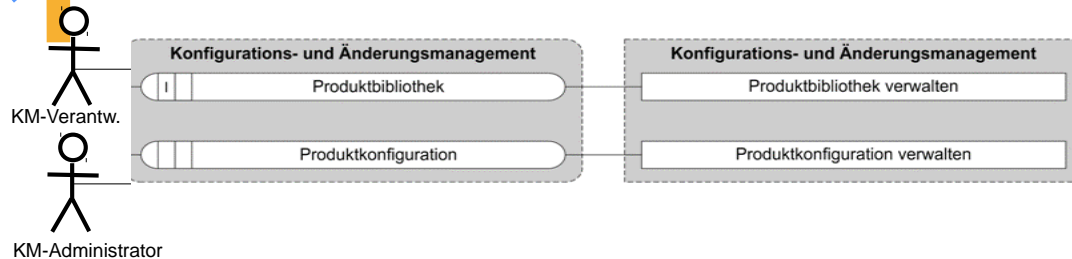 Konfigurations- und Änderungsmanagement
Konfigurations- und Änderungsmanagement
I
Produktbibliothek
Produktbibliothek verwalten
KM-Verantw.
Produktkonfiguration
Produktkonfiguration verwalten
KM-Administrator